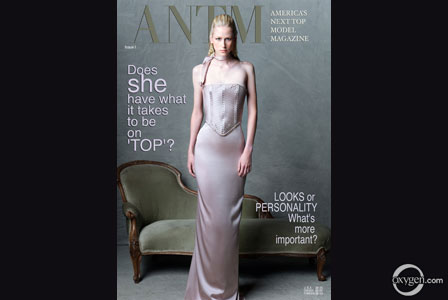 ANTM
AMERICA'S
NEXT TOP
MODEL
MAGAZINE
Issue I
Does
she
have what
it takes
to be
on
'TOP'?
LOOKS or
PERSONALITY
What's
more
important?
oxygen.com